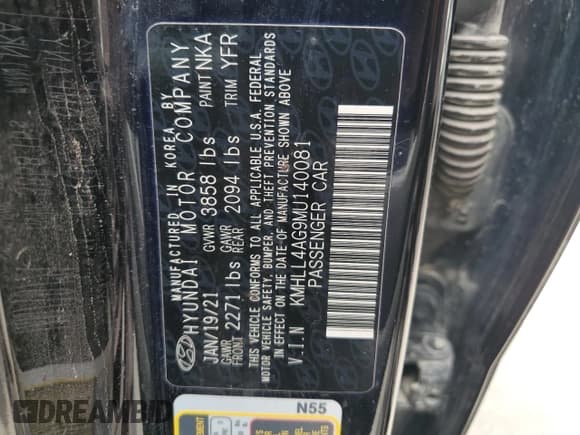 MANUFACTURED IN KOREA BY
HYUNDAI MOTOR COMPANY
JAN/19/21 GVWR 3858 lbs PAINT NKA
GAWR FRONT 2271 lbs GAWR REAR 2094 lbs TRIM YFR
THIS VEHICLE CONFORMS TO ALL APPLICABLE U.S.A. FEDERAL
MOTOR VEHICLE SAFETY, BUMPER, AND THEFT PREVENTION STANDARDS
IN EFFECT ON THE DATE OF MANUFACTURE SHOWN ABOVE
V.I.N KMHLL4AG9MU140081
PASSENGER CAR
N55
DREAMBID